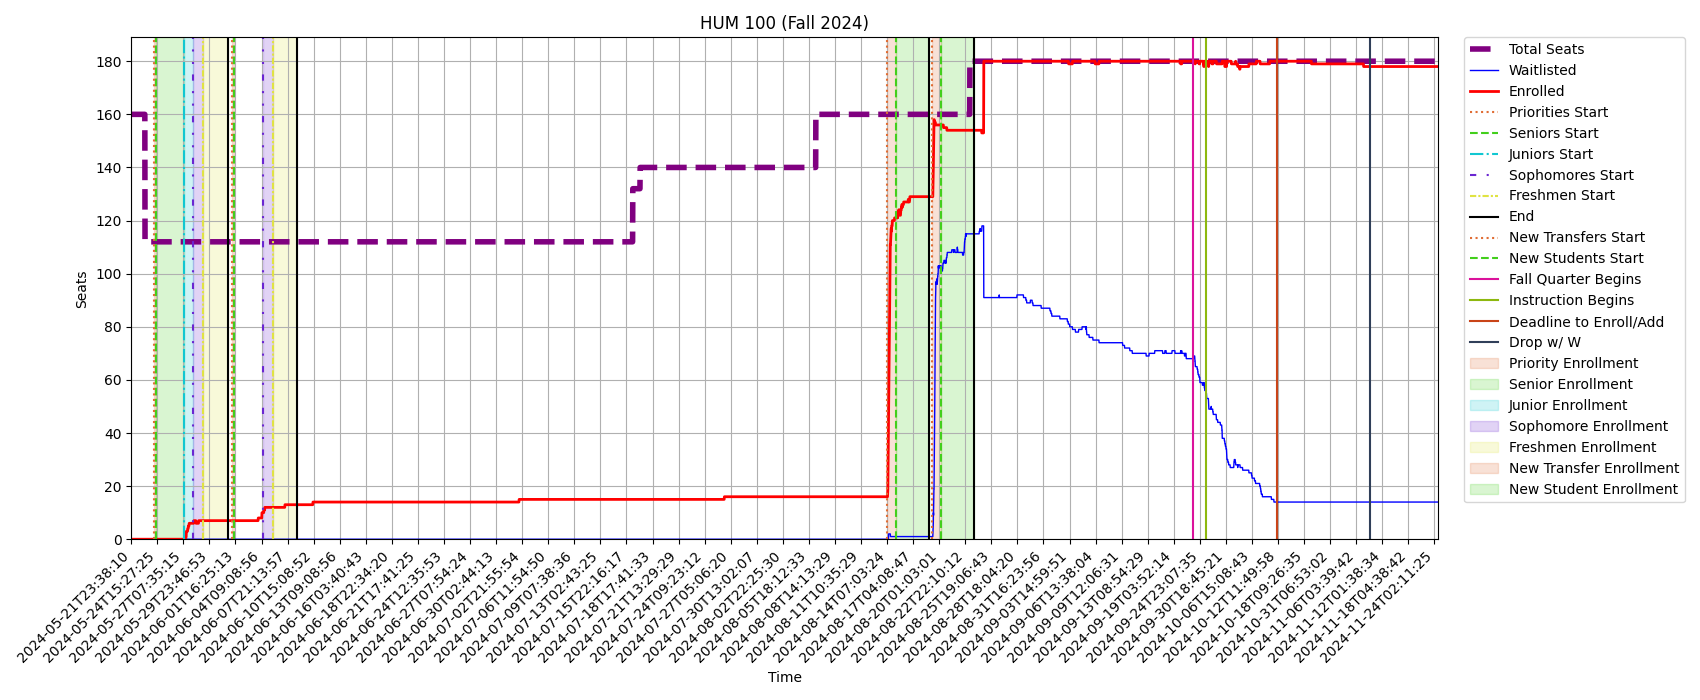 HUM 100 (Fall 2024)
Seats
180
160
140
120
100
80
60
40
20
0
2024-05-21T23:38:10
2024-05-24T15:27:25
2024-05-27T07:35:15
2024-05-29T23:46:53
2024-06-01T16:25:13
2024-06-04T09:08:56
2024-06-07T21:13:57
2024-06-10T15:08:52
2024-06-13T09:08:56
2024-06-16T03:40:43
2024-06-18T22:34:20
2024-06-21T17:41:25
2024-06-24T12:35:53
2024-06-27T07:54:24
2024-06-30T02:44:13
2024-07-02T21:55:54
2024-07-06T11:54:50
2024-07-09T07:38:36
2024-07-13T02:43:25
2024-07-15T22:16:17
2024-07-18T17:41:33
2024-07-21T13:29:29
2024-07-24T09:23:12
2024-07-27T05:06:20
2024-07-30T13:02:07
2024-08-02T22:25:30
2024-08-05T18:12:33
2024-08-08T14:13:29
2024-08-11T10:35:29
2024-08-14T07:03:24
2024-08-17T04:08:47
2024-08-20T01:03:01
2024-08-22T22:10:12
2024-08-25T19:06:43
2024-08-28T18:04:20
2024-08-31T16:23:56
2024-09-03T14:59:51
2024-09-06T13:38:04
2024-09-09T12:06:31
2024-09-13T08:54:29
2024-09-19T03:52:14
2024-09-24T23:07:35
2024-09-30T18:45:21
2024-10-06T15:08:43
2024-10-12T11:49:58
2024-10-18T09:26:35
2024-10-31T06:53:02
2024-11-06T03:39:42
2024-11-12T01:38:34
2024-11-18T04:38:42
2024-11-24T02:11:25
Time
Total Seats
Waitlisted
Enrolled
Priorities Start
Seniors Start
Juniors Start
Sophomores Start
Freshmen Start
End
New Transfers Start
New Students Start
Fall Quarter Begins
Instruction Begins
Deadline to Enroll/Add
Drop w/ W
Priority Enrollment
Senior Enrollment
Junior Enrollment
Sophomore Enrollment
Freshmen Enrollment
New Transfer Enrollment
New Student Enrollment